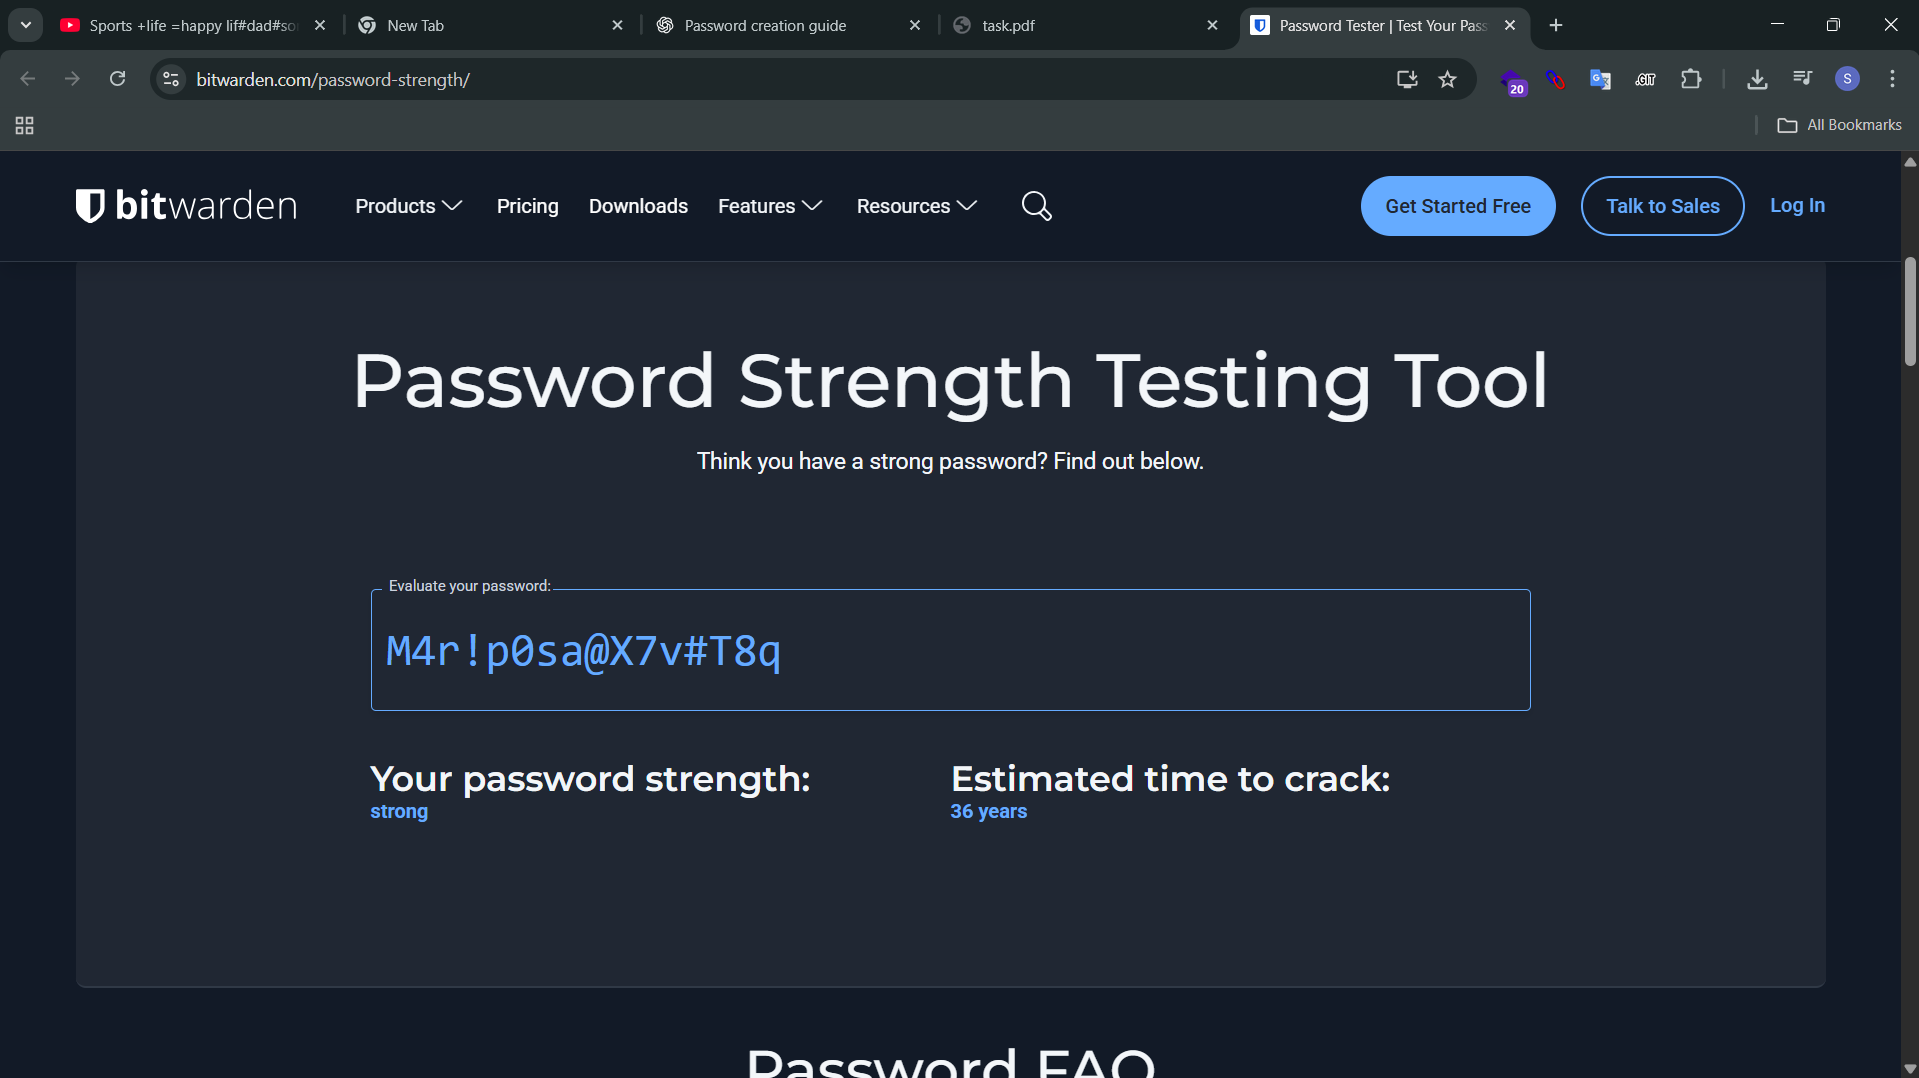 Sports +life =happy lif#dad#so
New Tab
Password creation guide
task.pdf
Password Tester | Test Your Pass
bitwarden.com/password-strength/
20
.GIT
S
All Bookmarks
bitwarden
Products
Pricing
Downloads
Features
Resources
Get Started Free
Talk to Sales
Log In
Password Strength Testing Tool
Think you have a strong password? Find out below.
Evaluate your password:
M4r!p0sa@X7v#T8q
Your password strength:
strong
Estimated time to crack:
36 years
Password FAQ